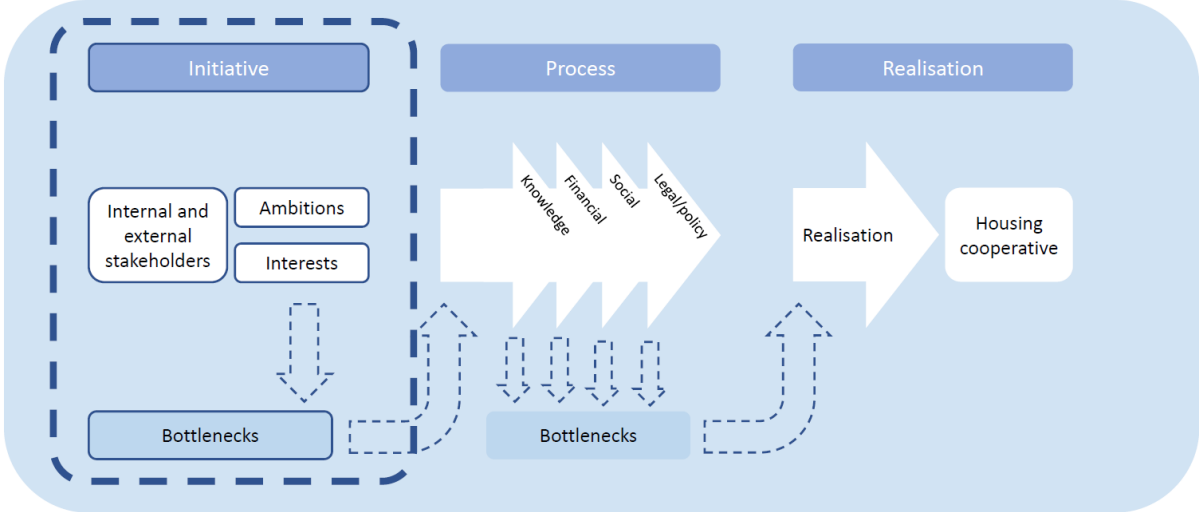 Initiative
Process
Realisation
Internal and
external
stakeholders
Ambitions
Interests
Knowledge
Financial
Social
Legal/policy
Realisation
Housing
cooperative
Bottlenecks
Bottlenecks